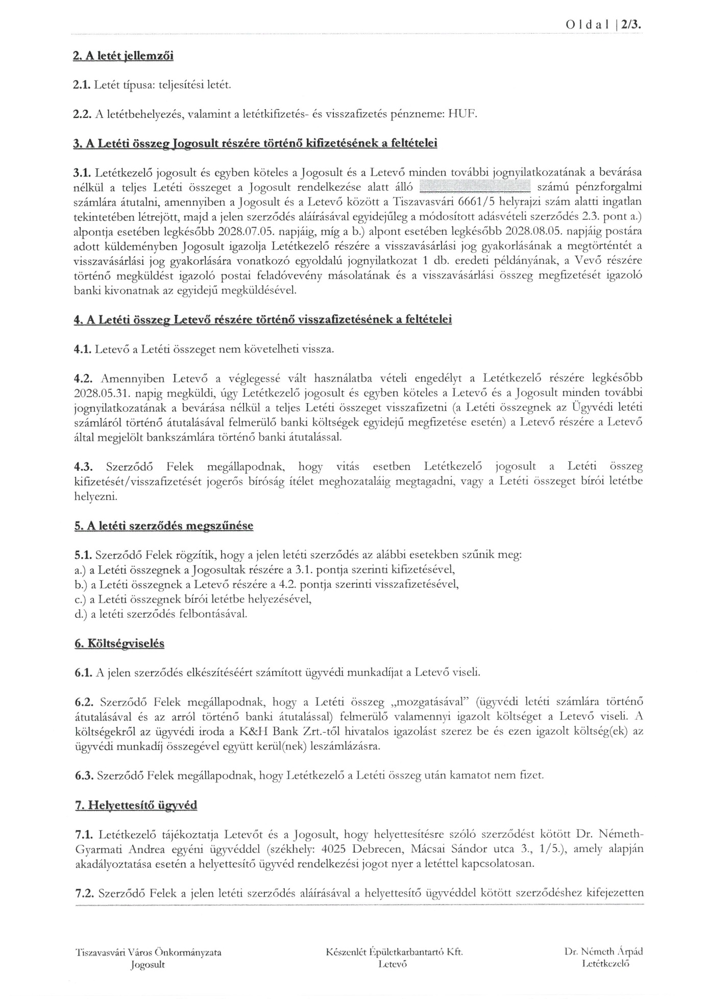 Oldal | 2/3.
2. A letét jellemzői
2.1. Letét típusa: teljesítési letét.
2.2. A letétbehelyezés, valamint a letétkifizetés- és visszafizetés pénzneme: HUF.
3. A Letéti összeg Jogosult részére történő kifizetésének a feltételei
3.1. Letétkezelő jogosult és egyben köteles a Jogosult és a Letevő minden további jognyilatkozatának a bevárása
nélkül a teljes Letéti összeget a Jogosult rendelkezése alatt álló számú pénzforgalmi
számlára átutalni, amennyiben a Jogosult és a Letevő között a Tiszavasvári 6661/5 helyrajzi szám alatti ingatlan
tekintetében létrejött, majd a jelen szerződés aláírásával egyidejűleg a módosított adásvételi szerződés 2.3. pont a.)
alpontja esetében legkésőbb 2028.07.05. napjáig, míg a b.) alpont esetében legkésőbb 2028.08.05. napjáig postára
adott küldeményben Jogosult igazolja Letétkezelő részére a visszavásárlási jog gyakorlásának a megtörténtét a
visszavásárlási jog gyakorlására vonatkozó egyoldalú jognyilatkozat 1 db. eredeti példányának, a Vevő részére
történő megküldést igazoló postai feladóvevény másolatának és a visszavásárlási összeg megfizetését igazoló
banki kivonatnak az egyidejű megküldésével.
4. A Letéti összeg Letevő részére történő visszafizetésének a feltételei
4.1. Letevő a Letéti összeget nem követelheti vissza.
4.2. Amennyiben Letevő a véglegessé vált használatba vételi engedélyt a Letétkezelő részére legkésőbb
2028.05.31. napig megküldi, úgy Letétkezelő jogosult és egyben köteles a Letevő és a Jogosult minden további
jognyilatkozatának a bevárása nélkül a teljes Letéti összeget visszafizetni (a Letéti összegnek az Ügyvédi letéti
számláról történő átutalásával felmerülő banki költségek egyidejű megfizetése esetén) a Letevő részére a Letevő
által megjelölt bankszámlára történő banki átutalással.
4.3. Szerződő Felek megállapodnak, hogy vitás esetben Letétkezelő jogosult a Letéti összeg
kifizetését/visszafizetését jogerős bíróság ítélet meghozataláig megtagadni, vagy a Letéti összeget bírói letétbe
helyezni.
5. A letéti szerződés megszűnése
5.1. Szerződő Felek rögzítik, hogy a jelen letéti szerződés az alábbi esetekben szűnik meg:
a.) a Letéti összegnek a Jogosultak részére a 3.1. pontja szerinti kifizetésével,
b.) a Letéti összegnek a Letevő részére a 4.2. pontja szerinti visszafizetésével,
c.) a Letéti összegnek bírói letétbe helyezésével,
d.) a letéti szerződés felbontásával.
6. Költségviselés
6.1. A jelen szerződés elkészítéséért számított ügyvédi munkadíjat a Letevő viseli.
6.2. Szerződő Felek megállapodnak, hogy a Letéti összeg „mozgatásával” (ügyvédi letéti számlára történő
átutalásával és az arról történő banki átutalással) felmerülő valamennyi igazolt költséget a Letevő viseli. A
költségekről az ügyvédi iroda a K&H Bank Zrt.-től hivatalos igazolást szerez be és ezen igazolt költség(ek) az
ügyvédi munkadíj összegével együtt kerül(nek) leszámlázásra.
6.3. Szerződő Felek megállapodnak, hogy Letétkezelő a Letéti összeg után kamatot nem fizet.
7. Helyettesítő ügyvéd
7.1. Letétkezelő tájékoztatja Letevőt és a Jogosult, hogy helyettesítésre szóló szerződést kötött Dr. Németh-
Gyarmati Andrea egyéni ügyvéddel (székhely: 4025 Debrecen, Mácsai Sándor utca 3., 1/5.), amely alapján
akadályoztatása esetén a helyettesítő ügyvéd rendelkezési jogot nyer a letéttel kapcsolatosan.
7.2. Szerződő Felek a jelen letéti szerződés aláírásával a helyettesítő ügyvéddel kötött szerződéshez kifejezetten
Tiszavasvári Város Önkormányzata Készenlét Épületkarbantartó Kft. Dr. Németh Árpád
Jogosult Letevő Letétkezelő